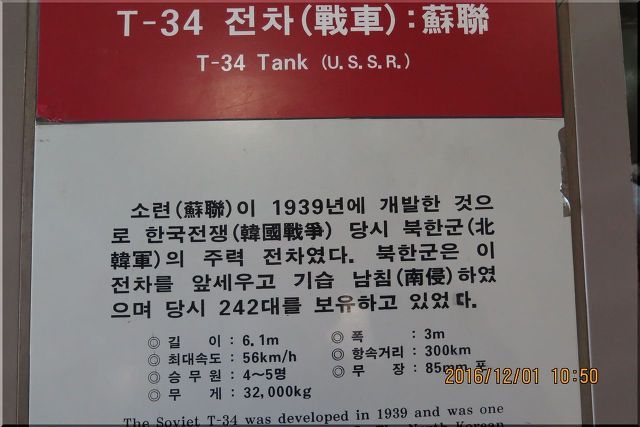 T-34 전차(戰車):蘇聯
T-34 Tank (U.S.S.R.)
소련(蘇聯)이 1939년에 개발한 것으
로 한국전쟁(韓國戰爭) 당시 북한군(北
韓軍)의 주력 전차였다. 북한군은 이
전차를 앞세우고 기습 남침(南侵)하였
으며 당시 242대를 보유하고 있었다.
◎ 길 이 : 6.1m ◎ 폭 : 3m
◎ 최대속도 : 56km/h ◎ 항속거리 : 300km
◎ 승 무 원 : 4~5명 ◎ 무 장 : 85mm 포
◎ 무 게 : 32,000kg
2016/12/01 10:50
The Soviet T-34 was developed in 1939 and was one
The North Korean